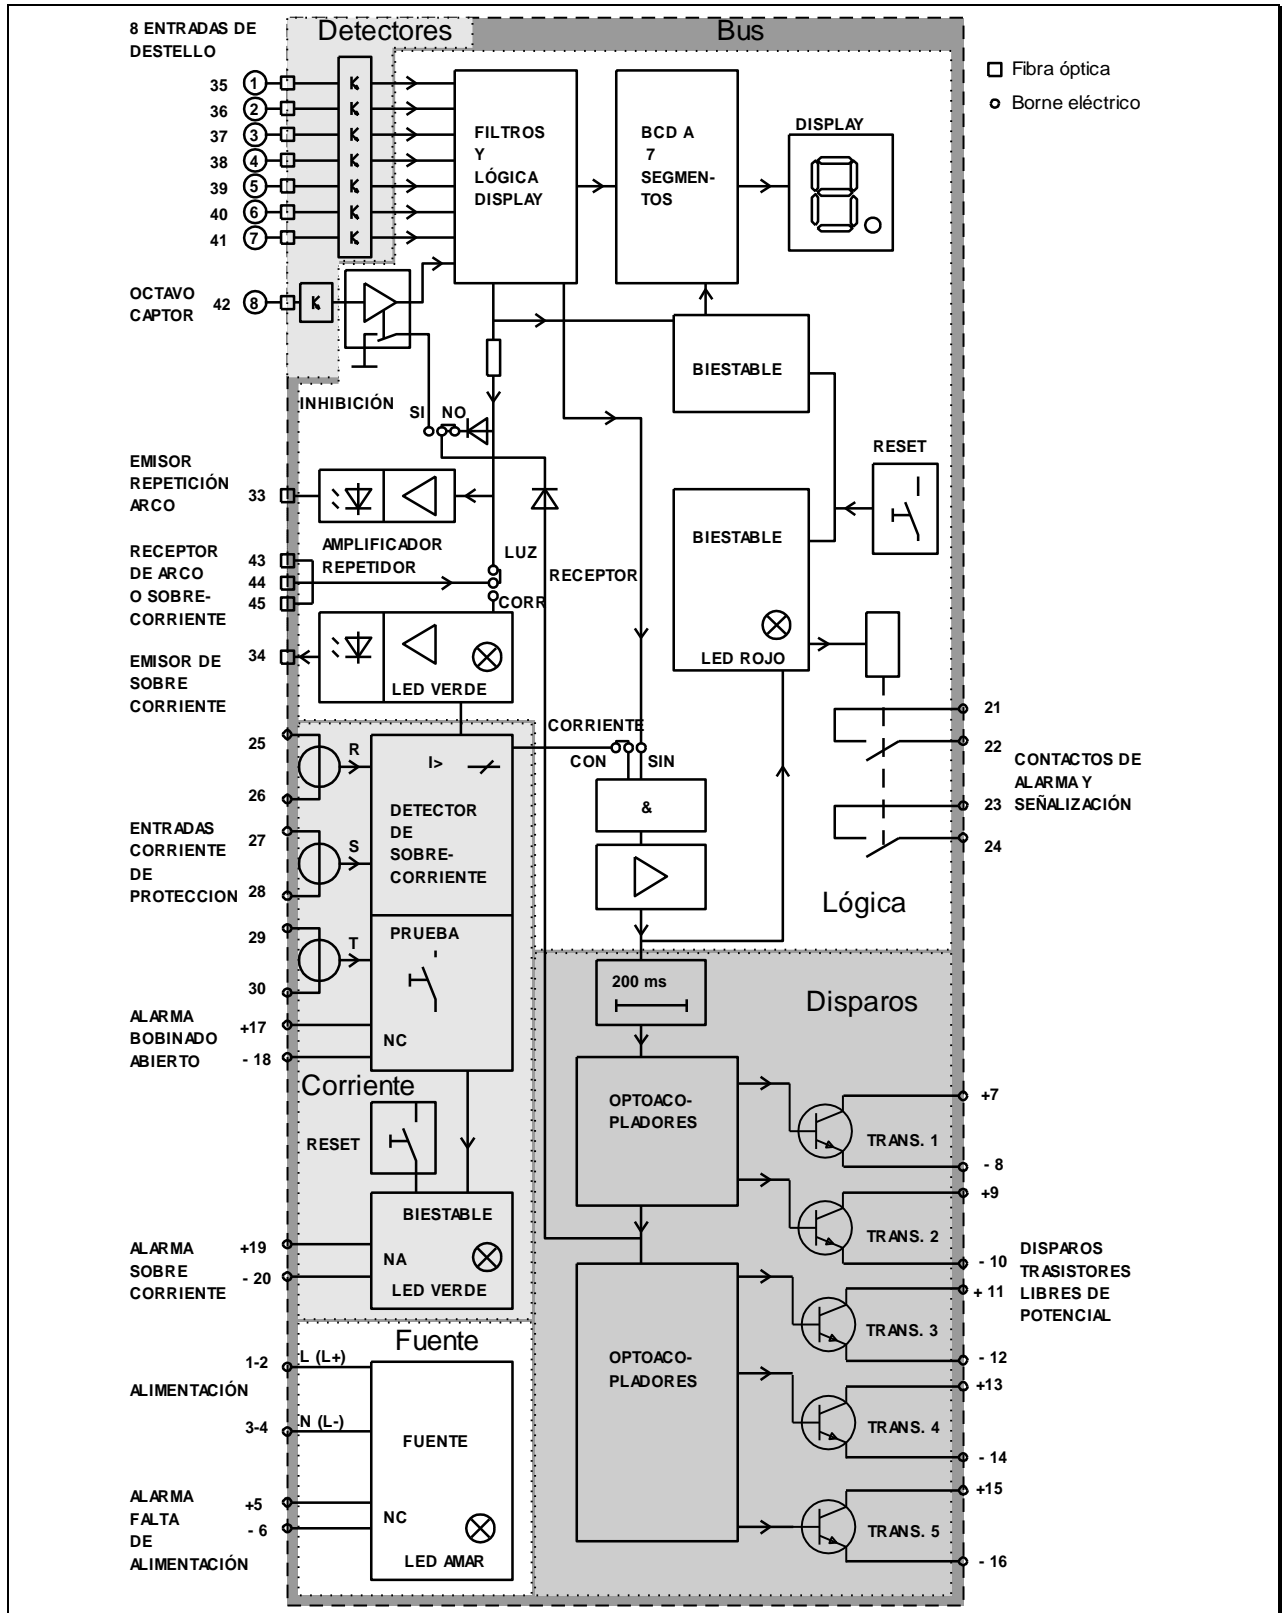 8 ENTRADAS DE
DESTELLO
Detectores
Bus
Fibra óptica
Borne eléctrico
35 1 K
36 2 K
37 3 K
38 4 K
39 5 K
40 6 K
41 7 K
FILTROS
Y
LÓGICA
DISPLAY
BCD A
7
SEGMEN-
TOS
DISPLAY
8.
OCTAVO
CAPTOR
42 8 K
BIESTABLE
INHIBICIÓN
SI NO
RESET
EMISOR
REPETICIÓN
ARCO
33
AMPLIFICADOR
REPETIDOR
BIESTABLE
LED ROJO
RECEPTOR
DE ARCO
O SOBRE-
CORRIENTE
43
44
45
LUZ
CORR
RECEPTOR
EMISOR DE
SOBRE
CORRIENTE
34
LED VERDE
CORRIENTE
CON SIN
21
22
23
24
CONTACTOS DE
ALARMA Y
SEÑALIZACIÓN
25
26
R
I>
DETECTOR
DE
SOBRE-
CORRIENTE
&
ENTRADAS
CORRIENTE
DE
PROTECCION
27
28
S
Lógica
29
30
T
PRUEBA
NC
200 ms
Disparos
ALARMA
BOBINADO
ABIERTO
+17
- 18
Corriente
RESET
OPTOACO-
PLADORES
TRANS. 1
+7
- 8
BIESTABLE
NA
LED VERDE
TRANS. 2
+9
- 10
ALARMA
SOBRE
CORRIENTE
+19
- 20
DISPAROS
TRASISTORES
LIBRES DE
POTENCIAL
+ 11
- 12
TRANS. 3
OPTOACO-
PLADORES
Fuente
1-2
L (L+)
ALIMENTACIÓN
3-4
N (L-)
FUENTE
+13
TRANS. 4
- 14
ALARMA
FALTA
DE
ALIMENTACIÓN
+5
- 6
NC
LED AMAR
+15
TRANS. 5
- 16